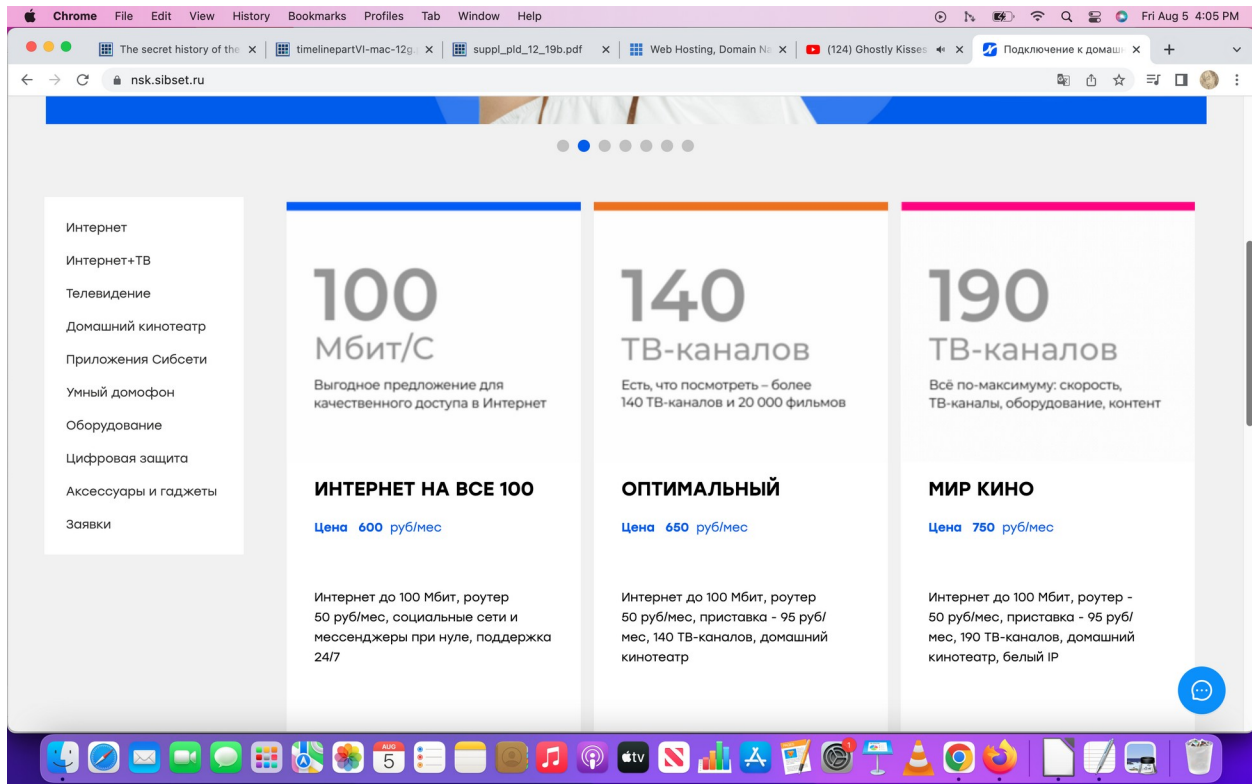 Chrome File Edit View History Bookmarks Profiles Tab Window Help Fri Aug 5 4:05 PM
The secret history of the timelinepartVI-mac-12g. suppl_pld_12_19b.pdf Web Hosting, Domain Na (124) Ghostly Kisses Подключение к домаш
nsk.sibset.ru
Интернет
Интернет+ТВ
Телевидение
Домашний кинотеатр
Приложения Сибсети
Умный домофон
Оборудование
Цифровая защита
Аксессуары и гаджеты
Заявки
100
Мбит/С
Выгодное предложение для
качественного доступа в Интернет
ИНТЕРНЕТ НА ВСЕ 100
Цена 600 руб/мес
Интернет до 100 Мбит, роутер
50 руб/мес, социальные сети и
мессенджеры при нуле, поддержка
24/7
140
ТВ-каналов
Есть, что посмотреть – более
140 ТВ-каналов и 20 000 фильмов
ОПТИМАЛЬНЫЙ
Цена 650 руб/мес
Интернет до 100 Мбит, роутер
50 руб/мес, приставка - 95 руб/
мес, 140 ТВ-каналов, домашний
кинотеатр
190
ТВ-каналов
Всё по-максимуму: скорость,
ТВ-каналы, оборудование, контент
МИР КИНО
Цена 750 руб/мес
Интернет до 100 Мбит, роутер -
50 руб/мес, приставка - 95 руб/
мес, 190 ТВ-каналов, домашний
кинотеатр, белый IP
AUG
5
tv
1